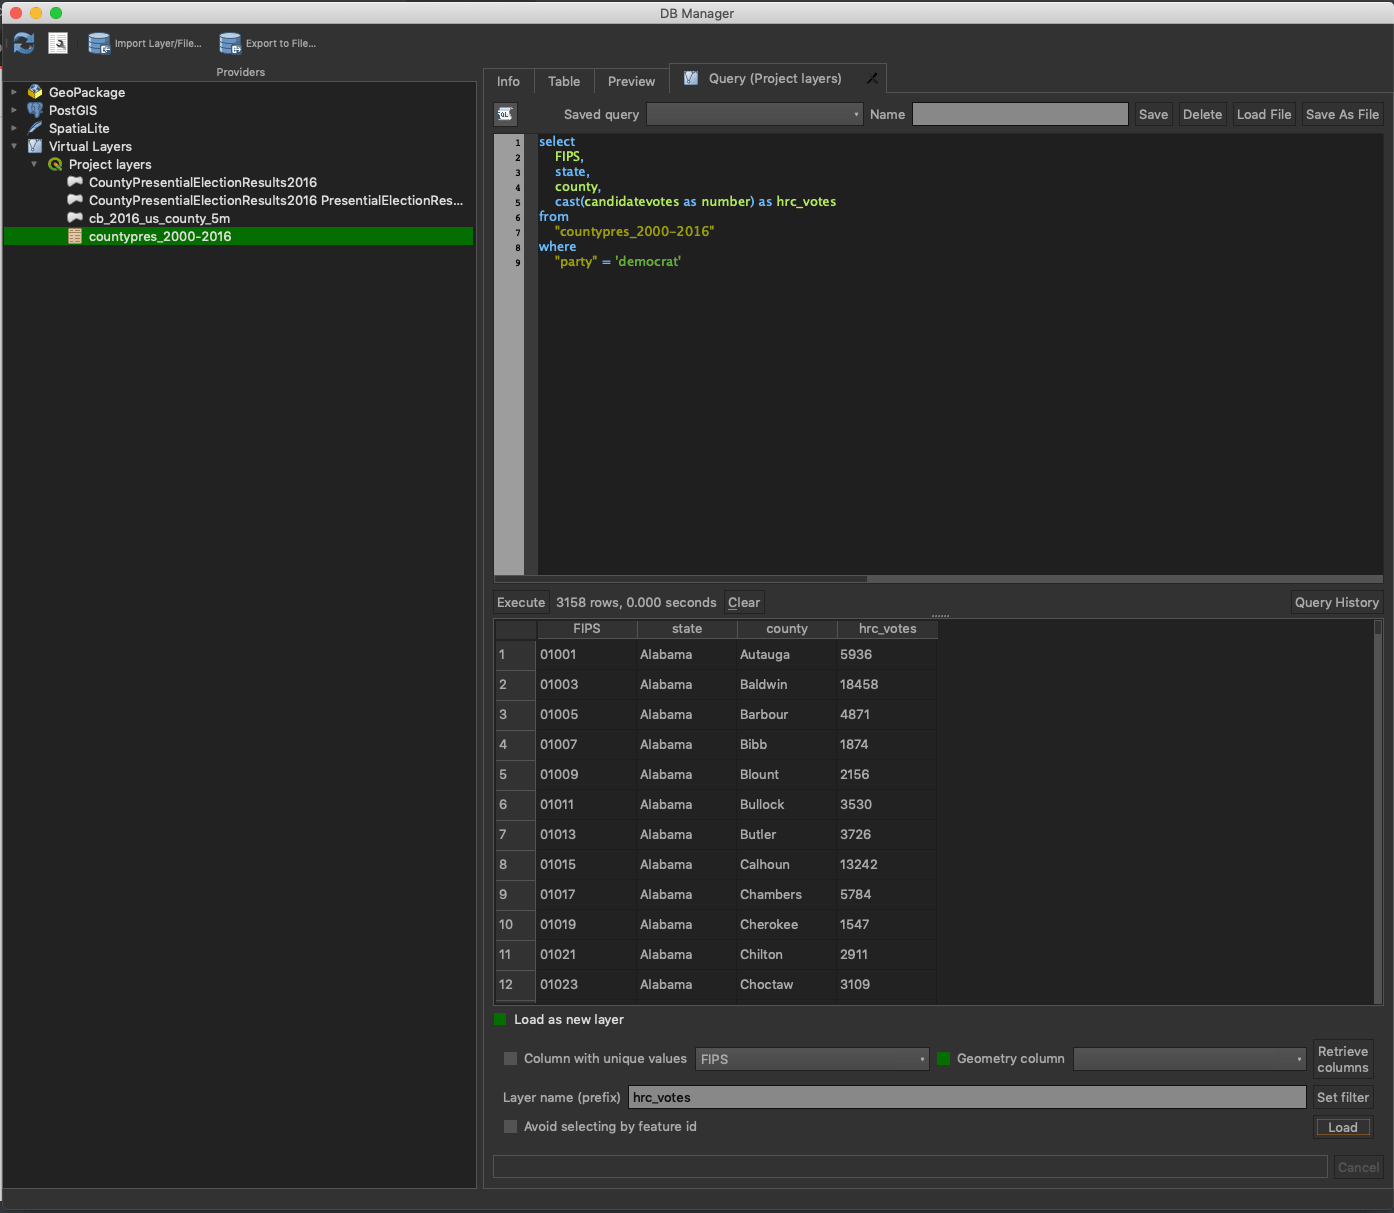 DB Manager
Import Layer/File...
Export to File...
Providers
GeoPackage
PostGIS
SpatiaLite
Virtual Layers
Project layers
CountyPresentialElectionResults2016
CountyPresentialElectionResults2016 PresentialElectionRes...
cb_2016_us_county_5m
countypres_2000-2016
Info Table Preview Query (Project layers)
Saved query Name Save Delete Load File Save As File
1 select
2 FIPS,
3 state,
4 county,
5 cast(candidatevotes as number) as hrc_votes
6 from
7 "countypres_2000-2016"
8 where
9 "party" = 'democrat'
Execute 3158 rows, 0.000 seconds Clear Query History
FIPS state county hrc_votes
1 01001 Alabama Autauga 5936
2 01003 Alabama Baldwin 18458
3 01005 Alabama Barbour 4871
4 01007 Alabama Bibb 1874
5 01009 Alabama Blount 2156
6 01011 Alabama Bullock 3530
7 01013 Alabama Butler 3726
8 01015 Alabama Calhoun 13242
9 01017 Alabama Chambers 5784
10 01019 Alabama Cherokee 1547
11 01021 Alabama Chilton 2911
12 01023 Alabama Choctaw 3109
Load as new layer
Column with unique values FIPS Geometry column Retrieve columns
Layer name (prefix) hrc_votes Set filter
Avoid selecting by feature id Load
Cancel